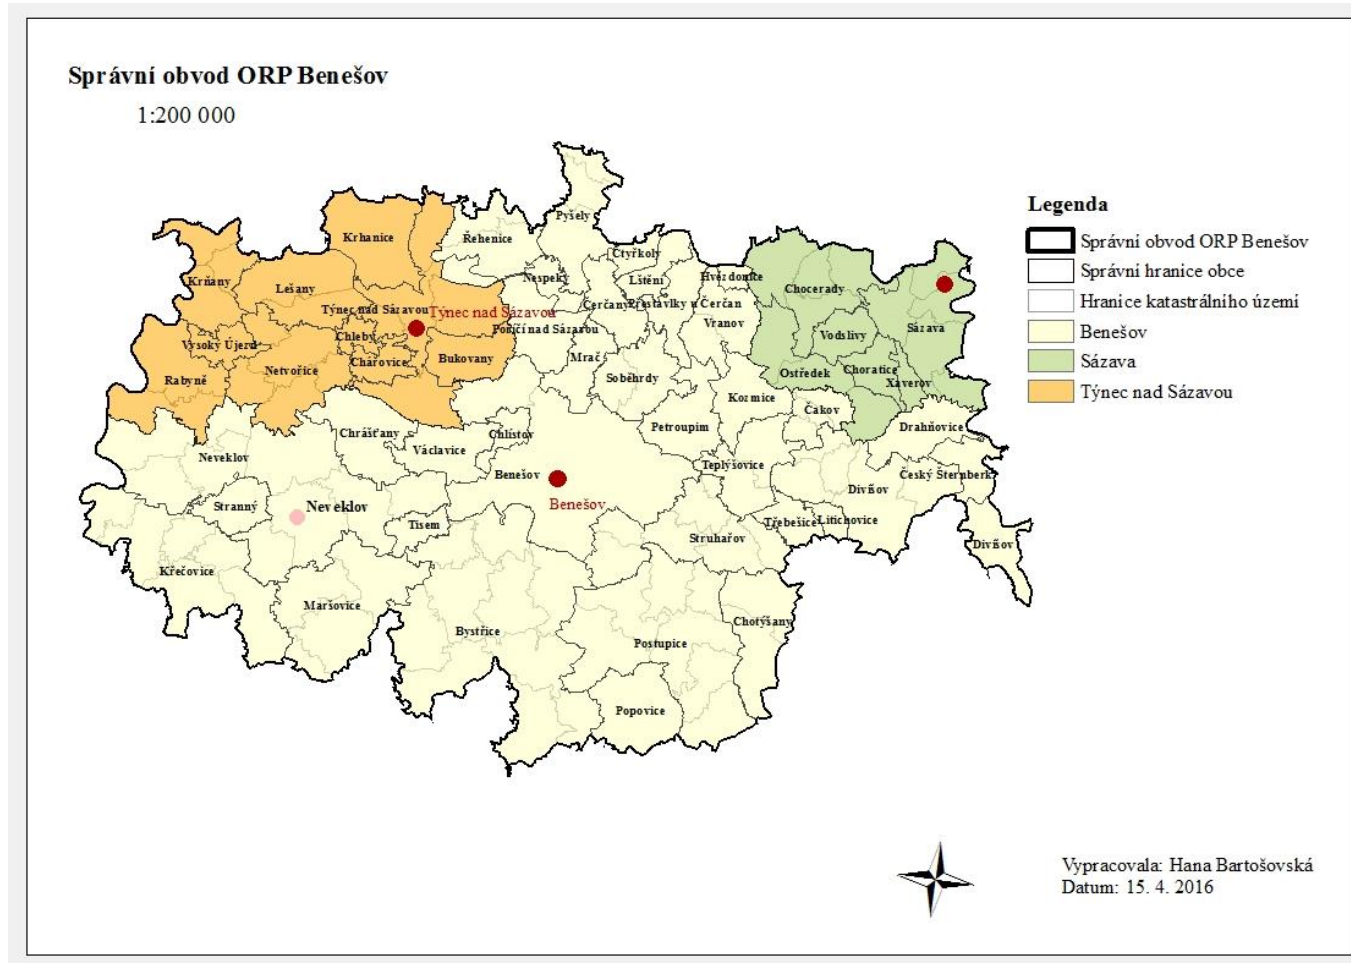 Správní obvod ORP Benešov
1:200 000
Legenda
Správní obvod ORP Benešov
Správní hranice obce
Hranice katastrálního území
Benešov
Sázava
Týnec nad Sázavou
Pyšely
Krhanice
Řehenice
Čtyřkoly
Nespeky
Lštění
Hvězdonice
Krňany
Lešany
Chocerady
Týnec nad Sázavou
Týnec nad Sázavou
Čerčany
Přestavlky u Čerčan
Poříčí nad Sázavou
Vranov
Sázava
Chleby
Vodslivy
Vysoký Újezd
Mrač
Bukovany
Chářovice
Netvořice
Rabyně
Soběhrdy
Ostředek
Choratice
Xaverov
Kozmice
Čakov
Drahňovice
Chrášťany
Chlístov
Petroupim
Václavice
Neveklov
Teplýšovice
Benešov
Český Šternberk
Divišov
Stranný
Neveklov
Benešov
Tisem
Třebešice
Litichovice
Struhařov
Divišov
Křečovice
Maršovice
Chotýšany
Bystřice
Postupice
Popovice
Vypracovala: Hana Bartošovská
Datum: 15. 4. 2016